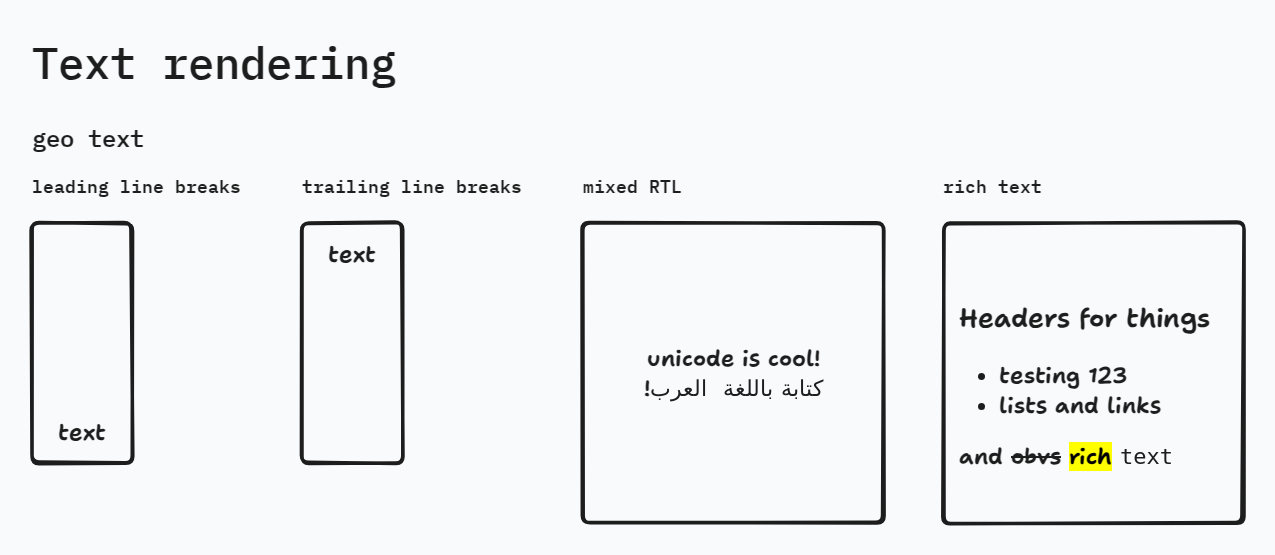 Text rendering
geo text
leading line breaks
trailing line breaks
mixed RTL
rich text
text
text
unicode is cool!
كتابة باللغة  العرب!
Headers for things
• testing 123
• lists and links
and obvs rich text